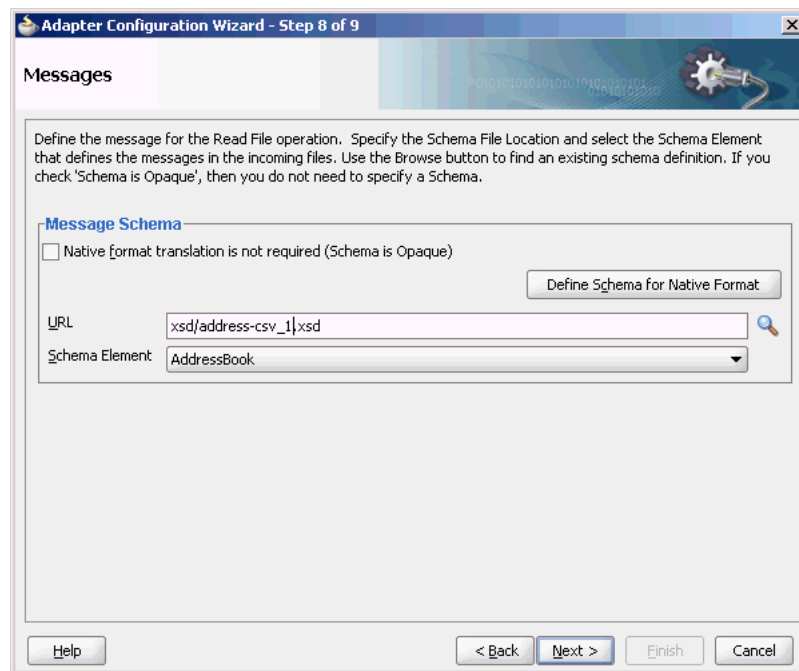 Adapter Configuration Wizard - Step 8 of 9
Messages
Define the message for the Read File operation. Specify the Schema File Location and select the Schema Element
that defines the messages in the incoming files. Use the Browse button to find an existing schema definition. If you
check 'Schema is Opaque', then you do not need to specify a Schema.
Message Schema
Native format translation is not required (Schema is Opaque)
Define Schema for Native Format
URL
xsd/address-csv_1.xsd
Schema Element
AddressBook
Help
< Back
Next >
Finish
Cancel